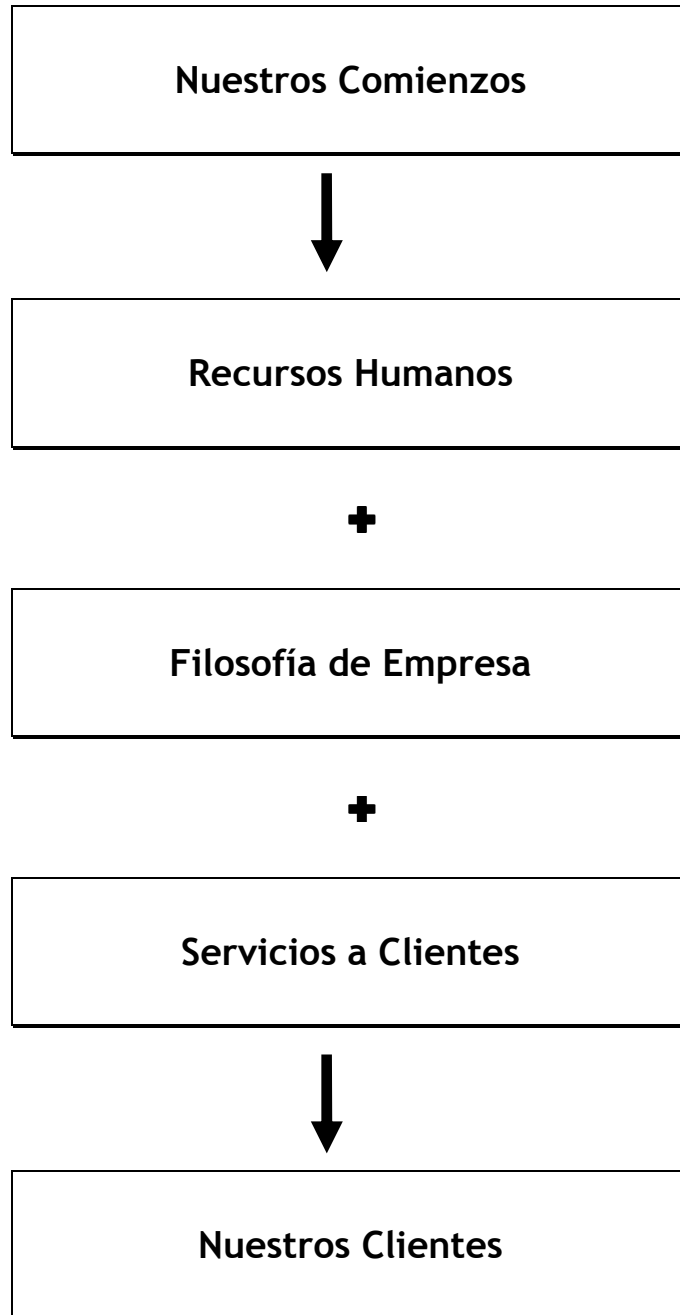 Nuestros Comienzos
Recursos Humanos
+
Filosofía de Empresa
+
Servicios a Clientes
Nuestros Clientes